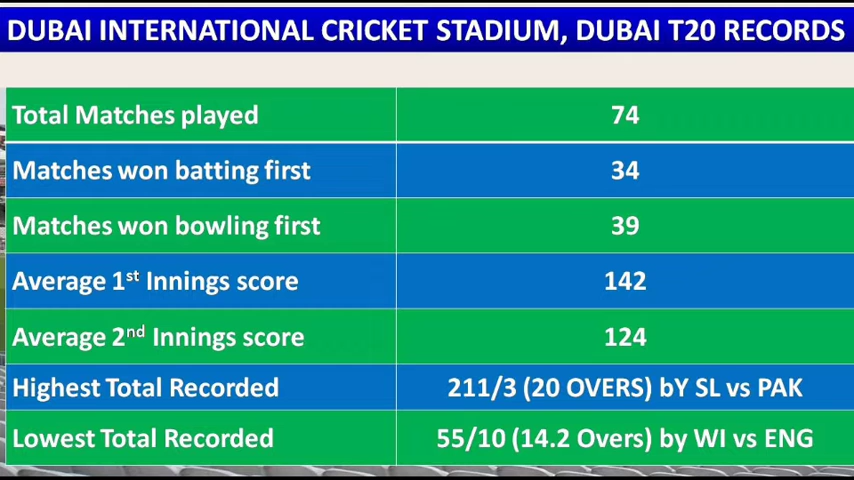 DUBAI INTERNATIONAL CRICKET STADIUM, DUBAI T20 RECORDS
Total Matches played 74
Matches won batting first 34
Matches won bowling first 39
Average 1st Innings score 142
Average 2nd Innings score 124
Highest Total Recorded 211/3 (20 OVERS) bY SL vs PAK
Lowest Total Recorded 55/10 (14.2 Overs) by WI vs ENG